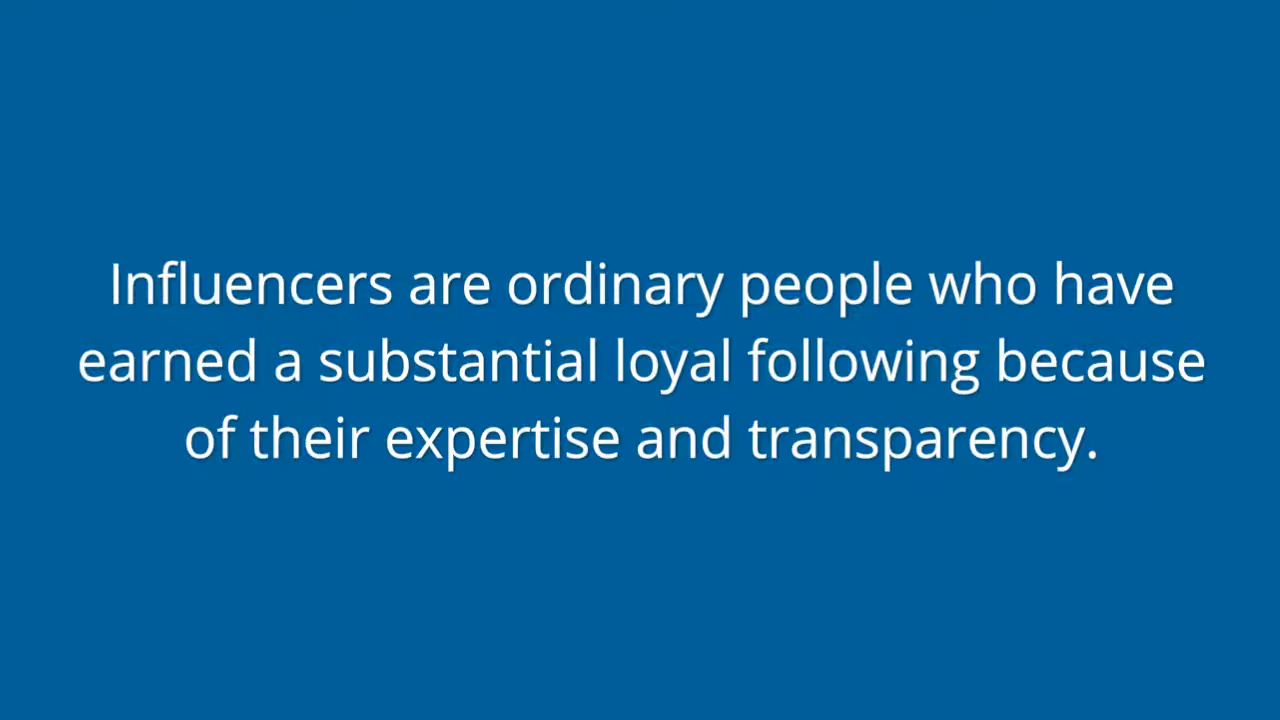 Influencers are ordinary people who have
earned a substantial loyal following because
of their expertise and transparency.